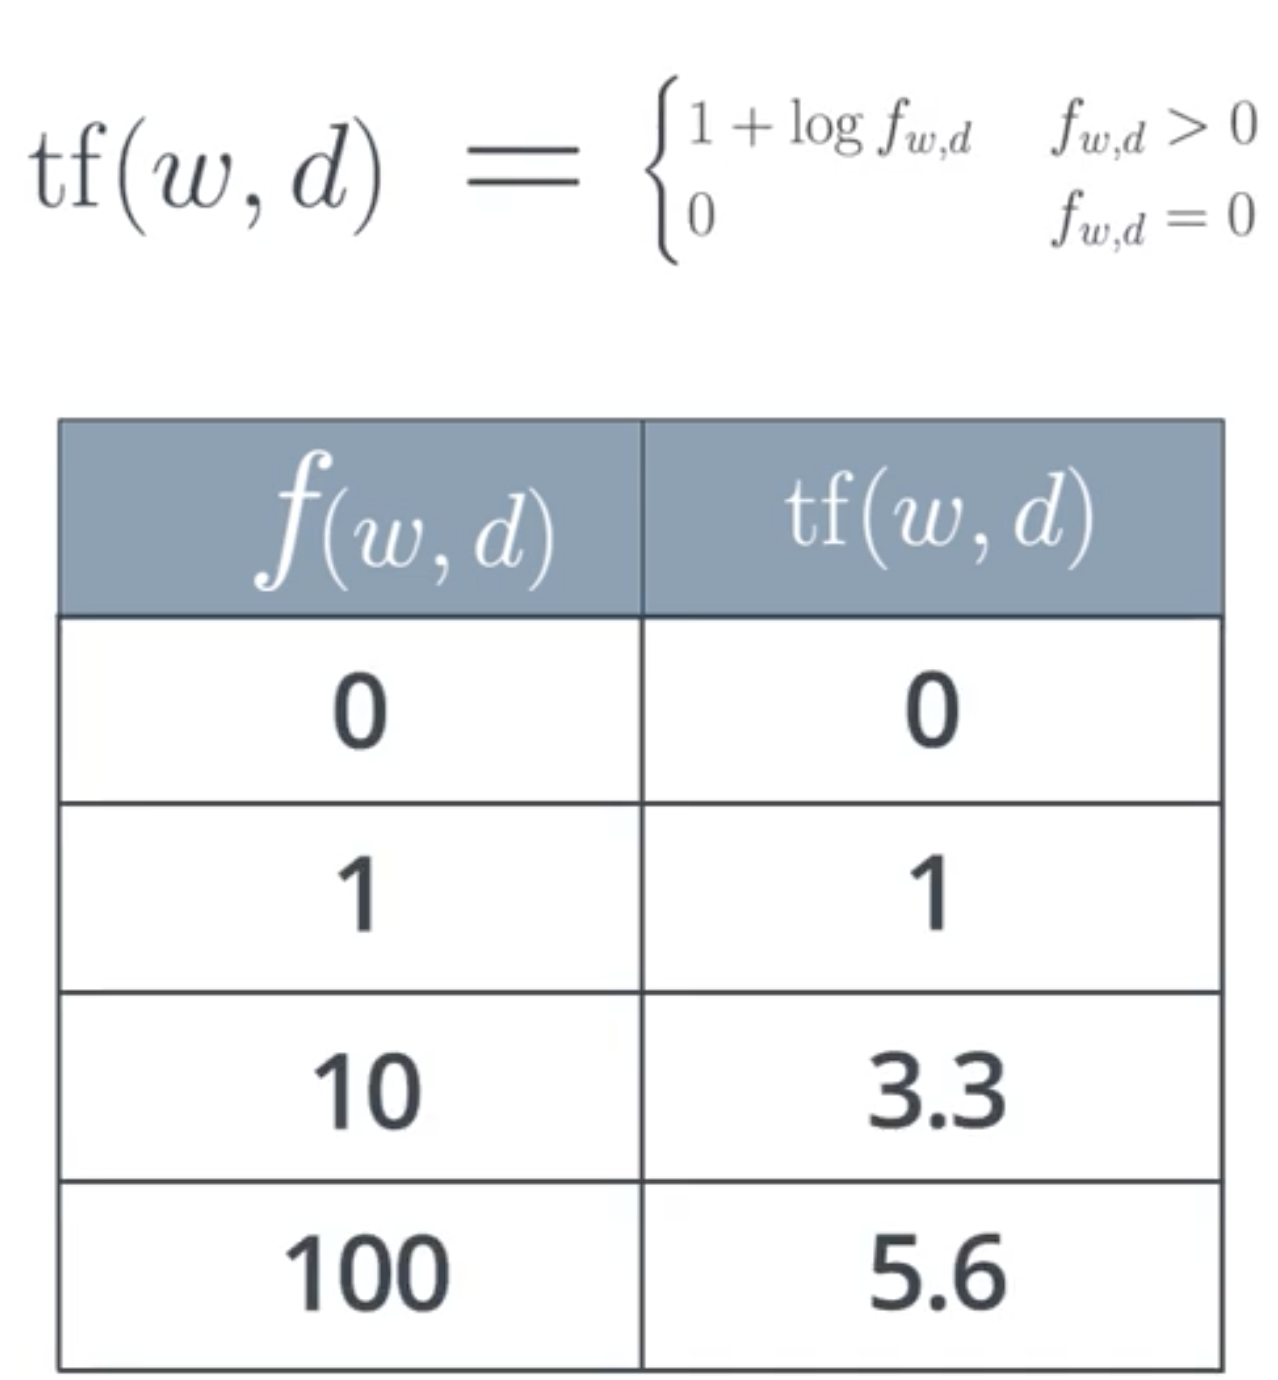 tf(w, d) = { 1 + log f_{w,d}   f_{w,d} > 0
0   f_{w,d} = 0
f(w, d)   tf(w, d)
0   0
1   1
10   3.3
100   5.6